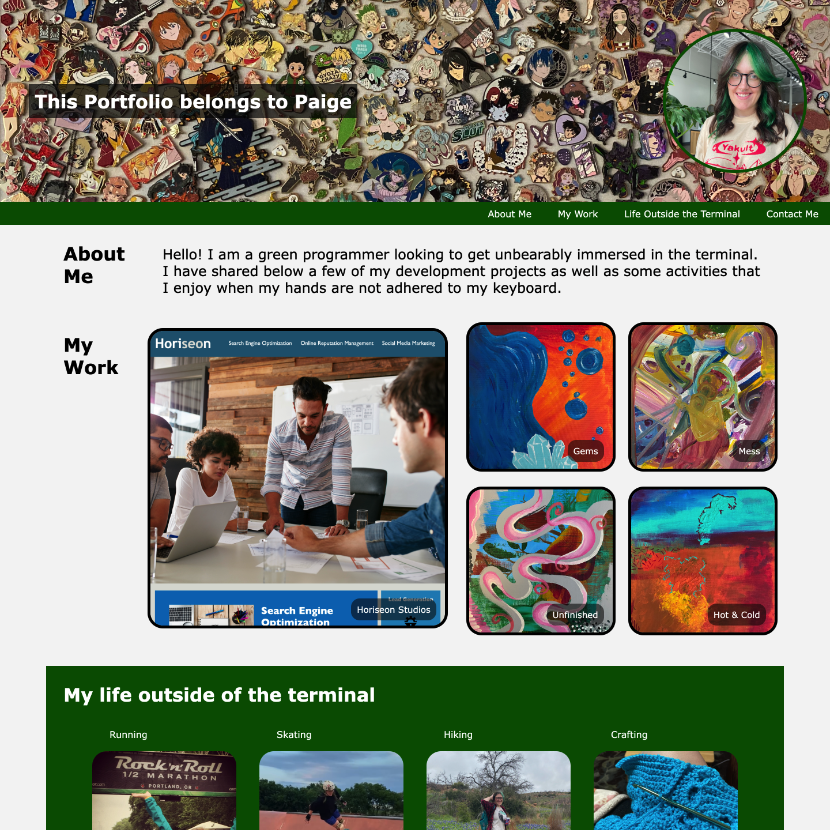 This Portfolio belongs to Paige
Yakult
About Me My Work Life Outside the Terminal Contact Me
About
Me
Hello! I am a green programmer looking to get unbearably immersed in the terminal.
I have shared below a few of my development projects as well as some activities that
I enjoy when my hands are not adhered to my keyboard.
My
Work
Horiseon Search Engine Optimization Online Reputation Management Social Media Marketing
Search Engine
Optimization
Horiseon Studios
Gems
Mess
Unfinished
Hot & Cold
My life outside of the terminal
Running Skating Hiking Crafting
Rock'n'Roll
1/2 MARATHON
PORTLAND, OR